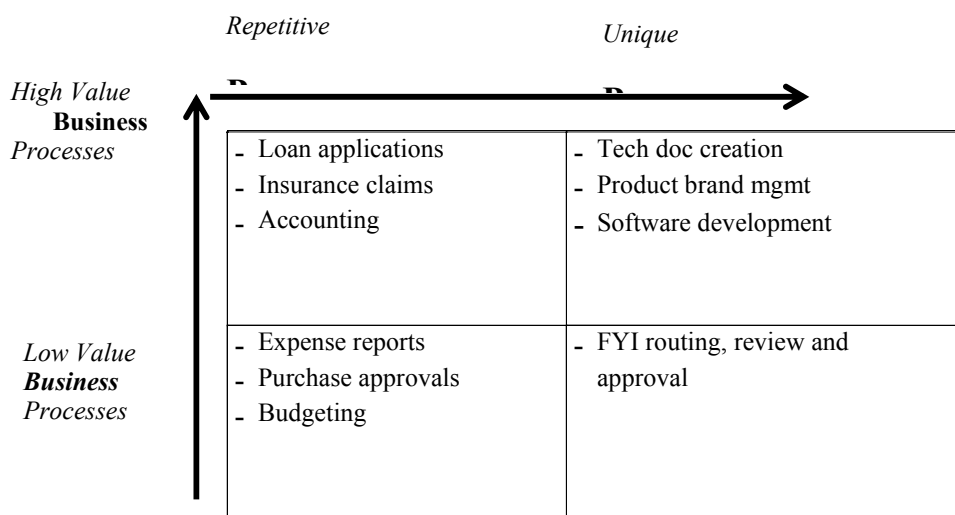 Repetitive
Unique
High Value
Business
Processes
- Loan applications
- Insurance claims
- Accounting
- Tech doc creation
- Product brand mgmt
- Software development
Low Value
Business
Processes
- Expense reports
- Purchase approvals
- Budgeting
- FYI routing, review and
approval